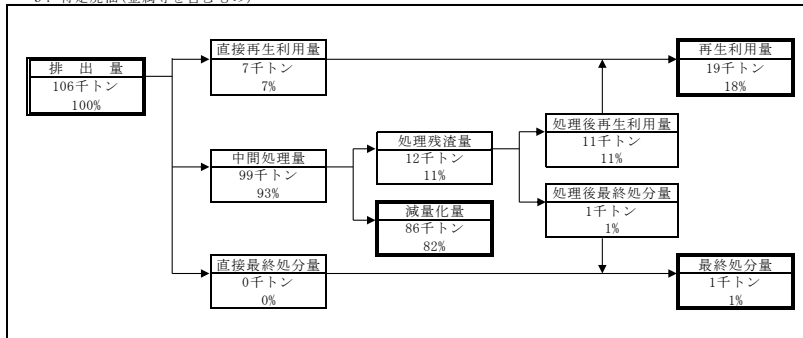 排 出 量
106千トン
100%
直接再生利用量
7千トン
7%
再生利用量
19千トン
18%
中間処理量
99千トン
93%
処理残渣量
12千トン
11%
処理後再生利用量
11千トン
11%
減量化量
86千トン
82%
処理後最終処分量
1千トン
1%
直接最終処分量
0千トン
0%
最終処分量
1千トン
1%